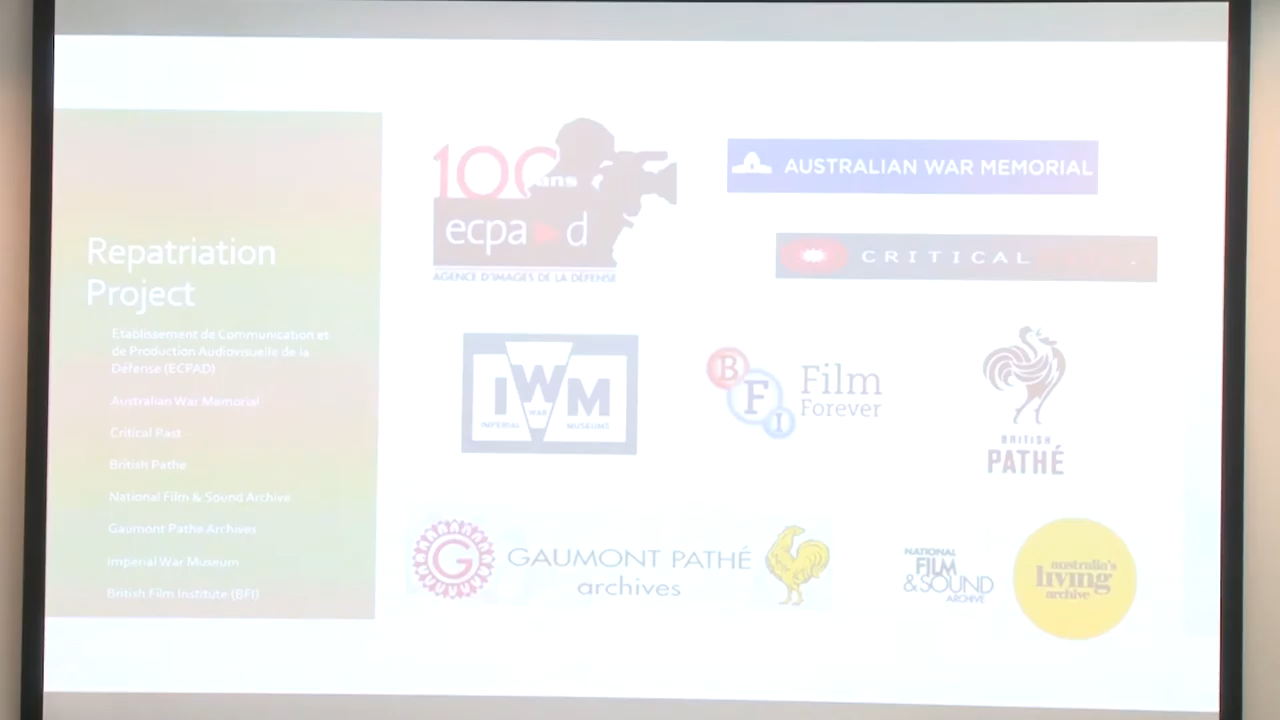 Repatriation
Project
Etablissement de Communication et
de Production Audiovisuelle de la
Défense (ECPAD)
Australian War Memorial
Critical Past
British Pathe
National Film & Sound Archive
Gaumont Pathe Archives
Imperial War Museum
British Film Institute (BFI)
100 ans
ecpa d
AGENCE D'IMAGES DE LA DÉFENSE
AUSTRALIAN WAR MEMORIAL
CRITICAL
IWM
IMPERIAL WAR MUSEUMS
BFI
Film
Forever
BRITISH
PATHÉ
G
GAUMONT PATHÉ
archives
NATIONAL
FILM
& SOUND
ARCHIVE
australia's
living
archive